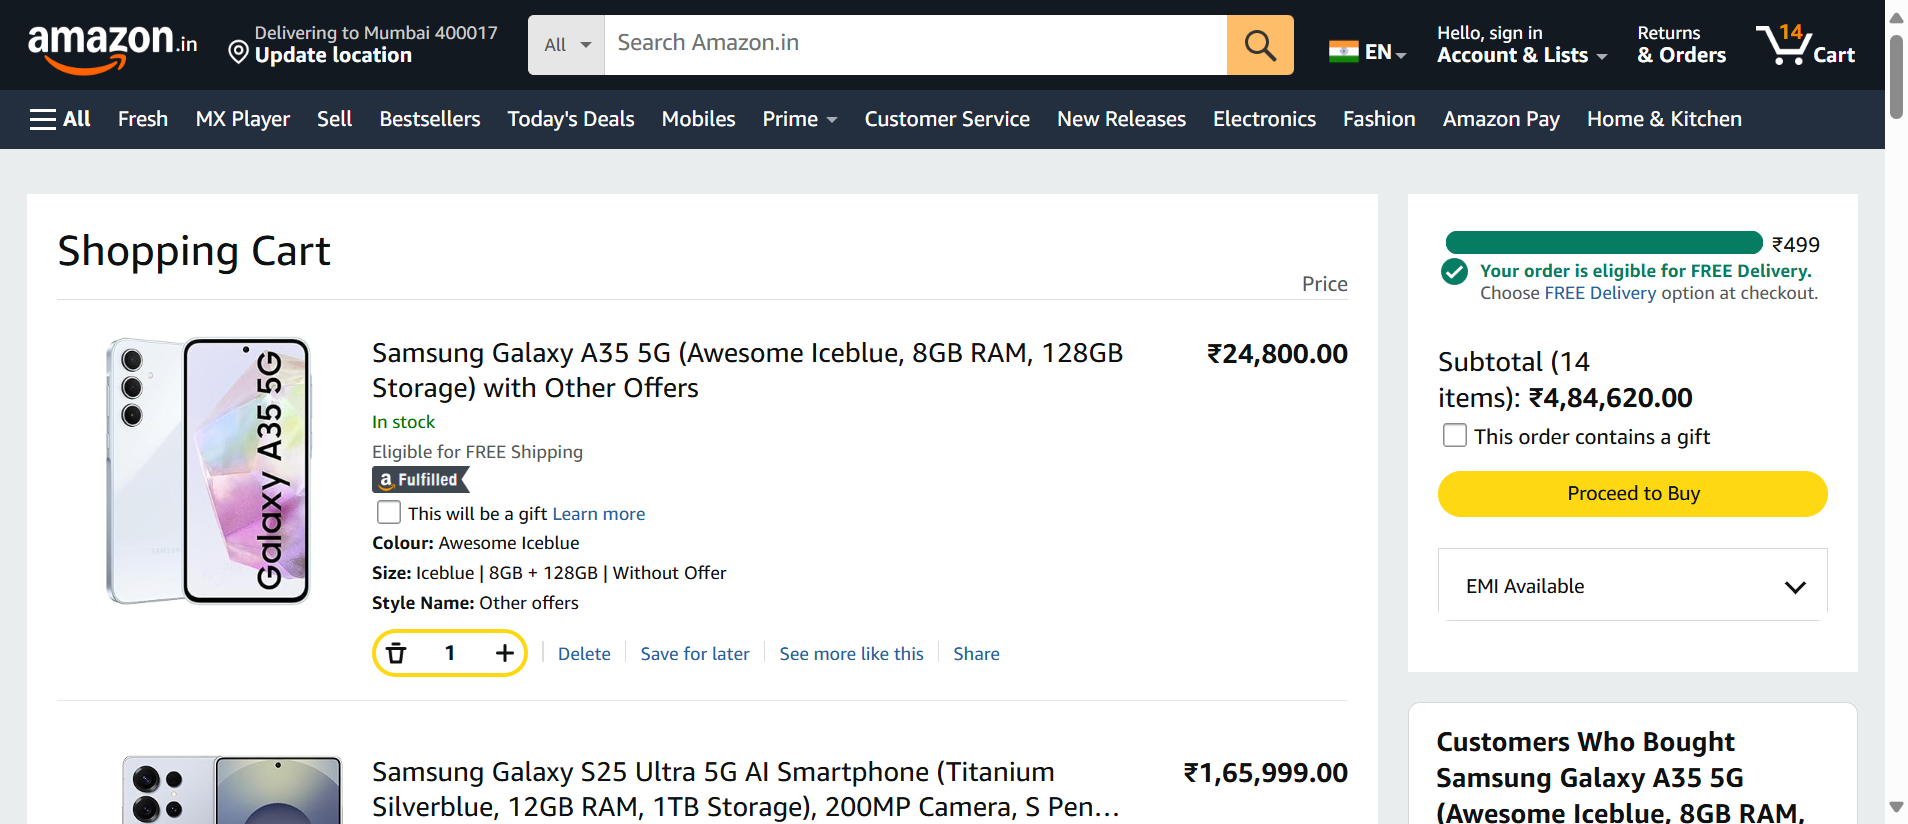 amazon.in
Delivering to Mumbai 400017
Update location
All
Search Amazon.in
EN
Hello, sign in
Account & Lists
Returns
& Orders
14
Cart
All
Fresh
MX Player
Sell
Bestsellers
Today's Deals
Mobiles
Prime
Customer Service
New Releases
Electronics
Fashion
Amazon Pay
Home & Kitchen
Shopping Cart
Price
Galaxy A35 5G
SAMSUNG
Samsung Galaxy A35 5G (Awesome Iceblue, 8GB RAM, 128GB
Storage) with Other Offers
₹24,800.00
In stock
Eligible for FREE Shipping
a Fulfilled
This will be a gift Learn more
Colour: Awesome Iceblue
Size: Iceblue | 8GB + 128GB | Without Offer
Style Name: Other offers
1
Delete
Save for later
See more like this
Share
Samsung Galaxy S25 Ultra 5G AI Smartphone (Titanium
Silverblue, 12GB RAM, 1TB Storage), 200MP Camera, S Pen…
₹1,65,999.00
₹499
Your order is eligible for FREE Delivery.
Choose FREE Delivery option at checkout.
Subtotal (14
items): ₹4,84,620.00
This order contains a gift
Proceed to Buy
EMI Available
Customers Who Bought
Samsung Galaxy A35 5G
(Awesome Iceblue, 8GB RAM,